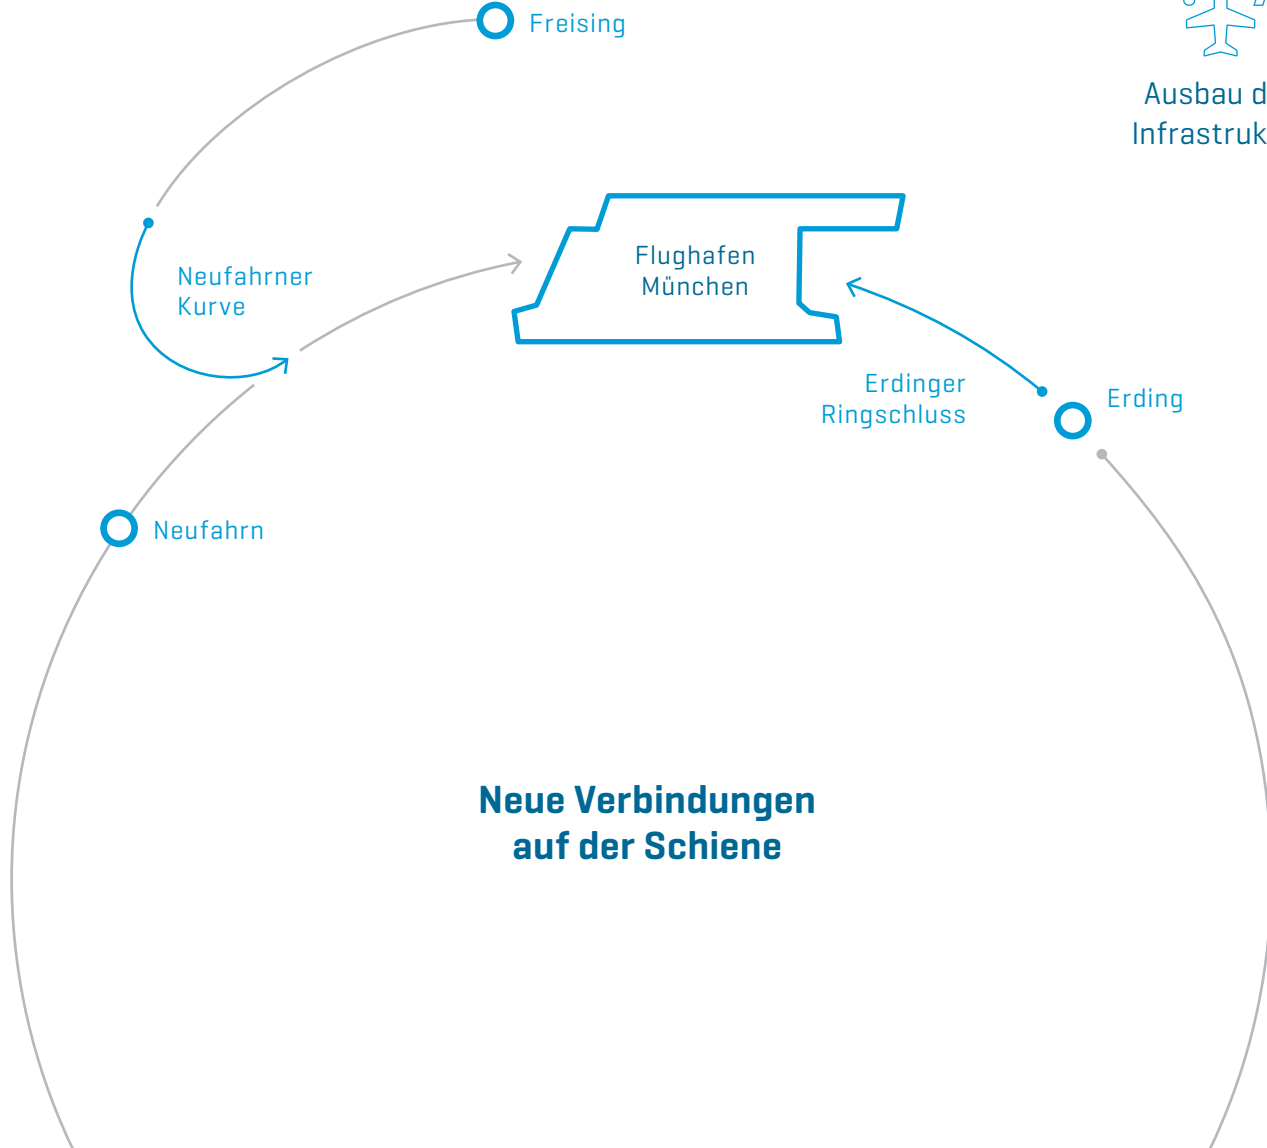 Freising
Ausbau d
Infrastruk
Flughafen
München
Neufahrner
Kurve
Erdinger
Ringschluss
Erding
Neufahrn
Neue Verbindungen
auf der Schiene